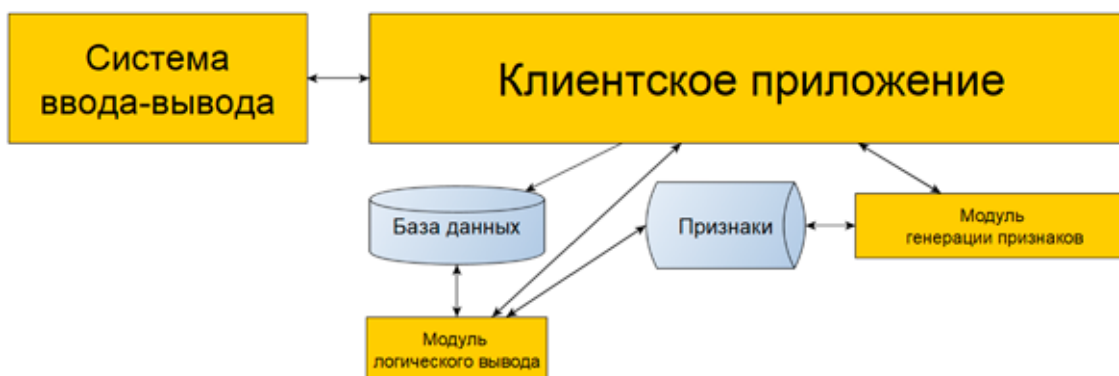 Система
ввода-вывода
Клиентское приложение
База данных
Признаки
Модуль
генерации признаков
Модуль
логического вывода